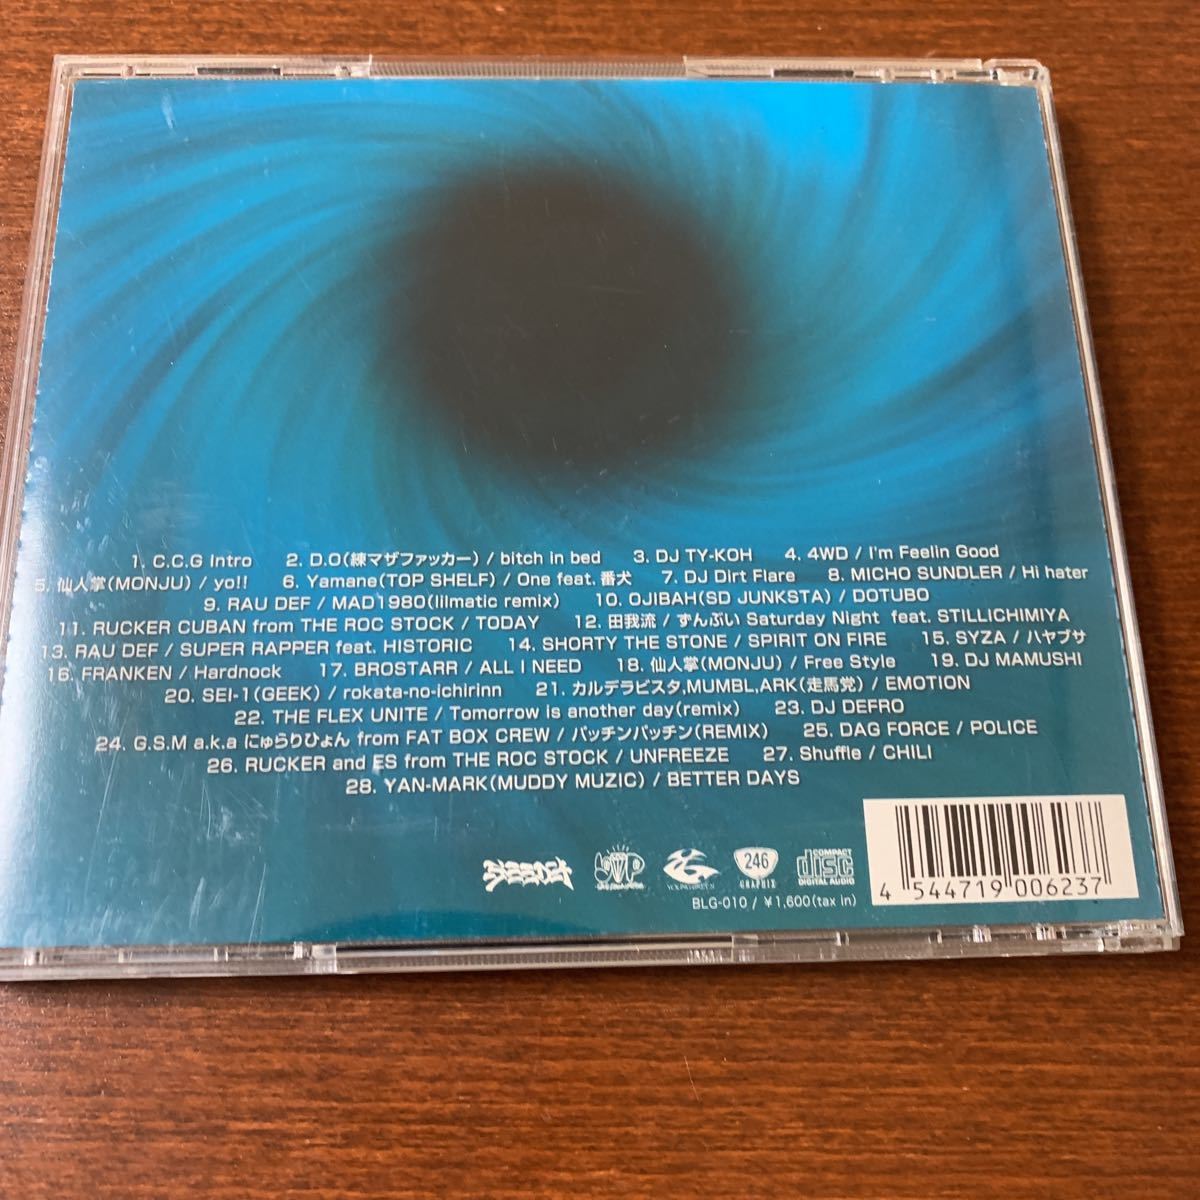 1. C.C.G intro 2. D.O(練マザファッカー) / bitch in bed 3. DJ TY-KOH 4. 4WD / I'm Feelin Good
5. 仙人掌(MONJU) / yo!! 6. Yamane(TOP SHELF) / One feat. 番犬 7. DJ Dirt Flare 8. MICHO SUNDLER / Hi hater
9. RAU DEF / MAD1980(lilmatic remix) 10. OJIBAH(SD JUNKSTA) / DOTUBO
11. RUCKER CUBAN from THE ROC STOCK / TODAY 12. 田我流 / ずんぶい Saturday Night feat. STILLICHIMIYA
13. RAU DEF / SUPER RAPPER feat. HISTORIC 14. SHORTY THE STONE / SPIRIT ON FIRE 15. SYZA / ハヤブサ
16. FRANKEN / Hardnock 17. BROSTARR / ALL I NEED 18. 仙人掌(MONJU) / Free Style 19. DJ MAMUSHI
20. SEI-1(GEEK) / rokata-no-ichirinn 21. カルデラビスタ,MUMBL,ARK(走馬党) / EMOTION
22. THE FLEX UNITE / Tomorrow is another day(remix) 23. DJ DEFRO
24. G.S.M a.k.a にゅらりひょん from FAT BOX CREW / バッチンバッチン(REMIX) 25. DAG FORCE / POLICE
26. RUCKER and ES from THE ROC STOCK / UNFREEZE 27. Shuffle / CHILI
28. YAN-MARK(MUDDY MUZIC) / BETTER DAYS
246
GRAPHIX
COMPACT
disc
DIGITAL AUDIO
BLG-010 / ¥1,600(tax in)
4 544719 006237